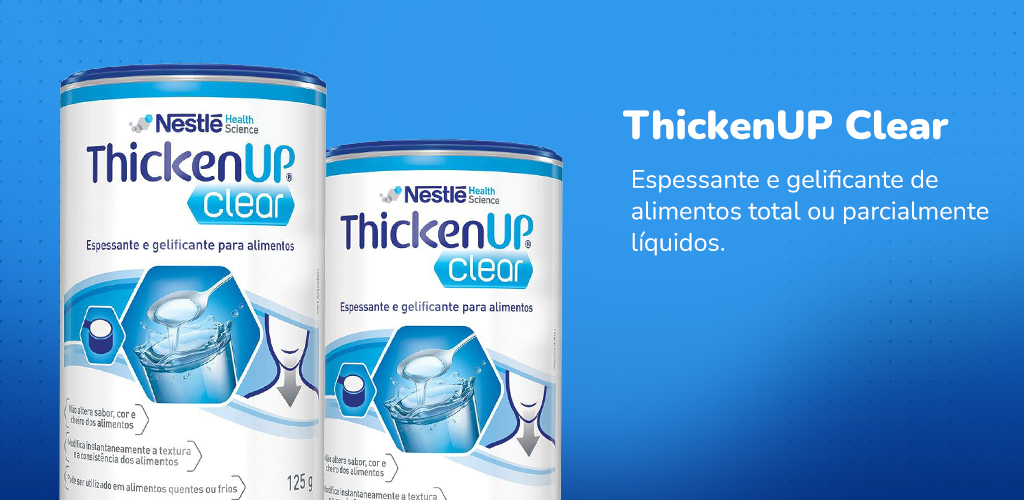 Nestlé Health
Science
ThickenUP®
clear
Espessante e gelificante para alimentos
Não altera sabor, cor e
cheiro dos alimentos
Modifica instantaneamente a textura
e na consistência dos alimentos
Pode ser utilizado em alimentos quentes ou frios
125 g
Nestlé Health
Science
ThickenUP®
clear
Espessante e gelificante para alimentos
Não altera sabor, cor e
cheiro dos alimentos
Modifica instantaneamente a textura
ThickenUP Clear
Espessante e gelificante de
alimentos total ou parcialmente
líquidos.